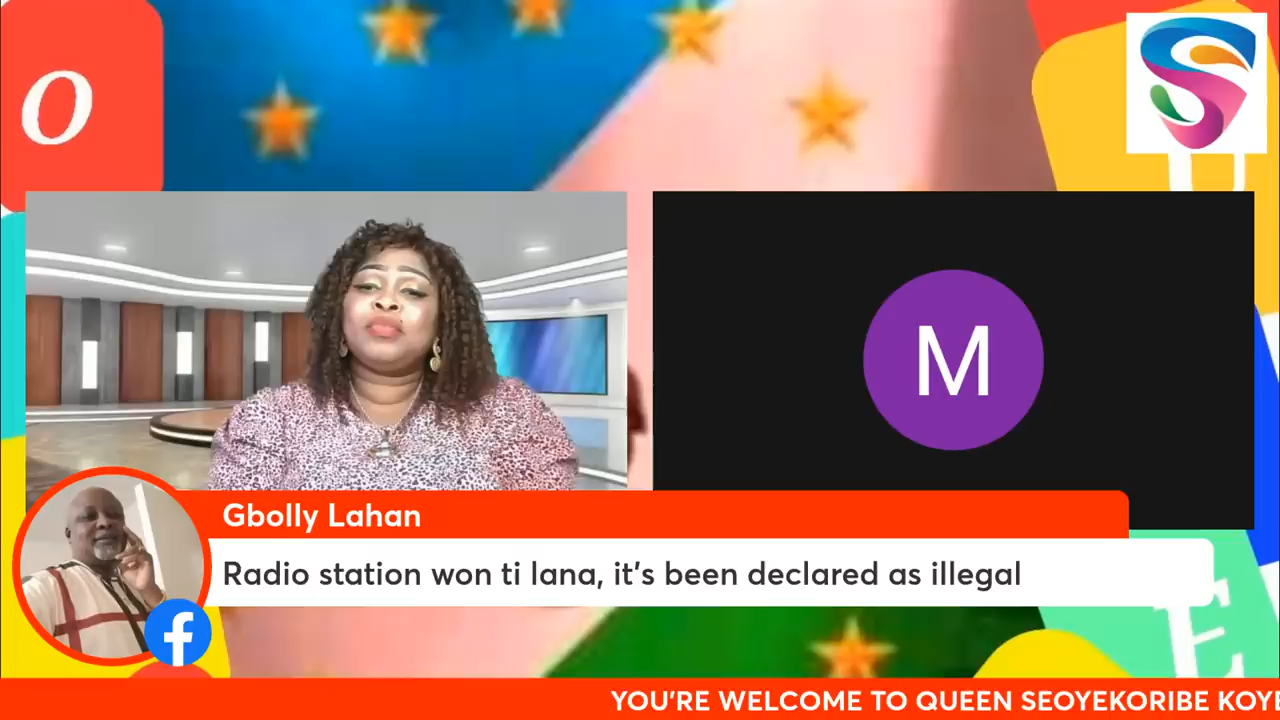 O
S
M
Gbolly Lahan
Radio station won ti lana, it's been declared as illegal
E
YOU'RE WELCOME TO QUEEN SEOYEKORIBE KOYE